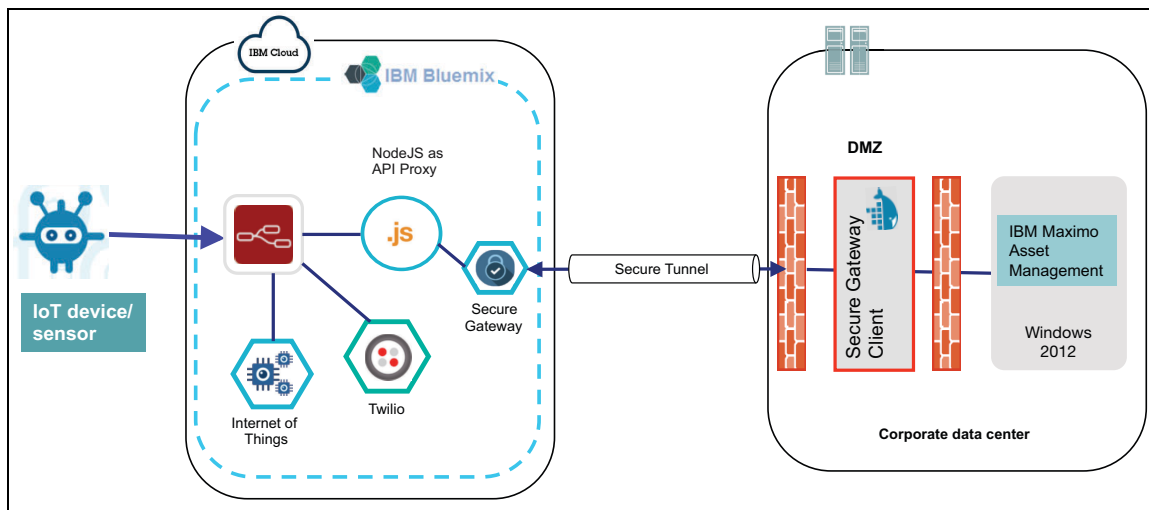 IBM Cloud
IBM Bluemix
NodeJS as
API Proxy
.js
IoT device/
sensor
Internet of
Things
Twilio
Secure
Gateway
Secure Tunnel
DMZ
Secure Gateway
Client
IBM Maximo
Asset
Management
Windows
2012
Corporate data center